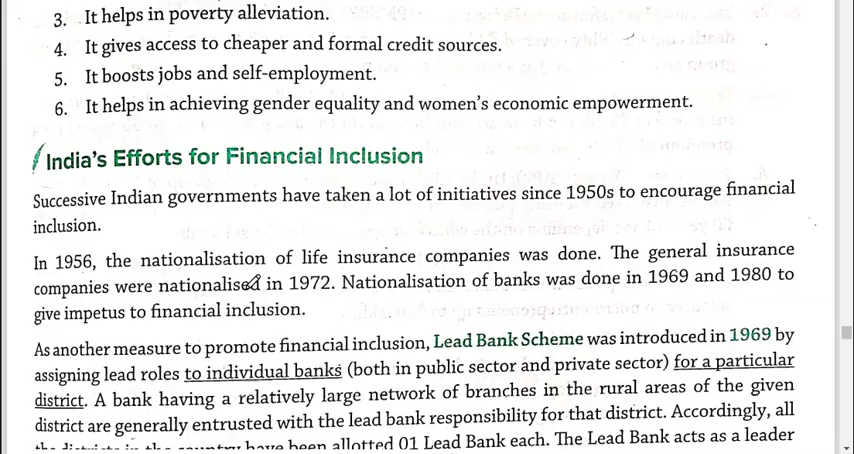 3. It helps in poverty alleviation.
4. It gives access to cheaper and formal credit sources.
5. It boosts jobs and self-employment.
6. It helps in achieving gender equality and women's economic empowerment.
India's Efforts for Financial Inclusion
Successive Indian governments have taken a lot of initiatives since 1950s to encourage financial
inclusion.
In 1956, the nationalisation of life insurance companies was done. The general insurance
companies were nationalised in 1972. Nationalisation of banks was done in 1969 and 1980 to
give impetus to financial inclusion.
As another measure to promote financial inclusion, Lead Bank Scheme was introduced in 1969 by
assigning lead roles to individual banks (both in public sector and private sector) for a particular
district. A bank having a relatively large network of branches in the rural areas of the given
district are generally entrusted with the lead bank responsibility for that district. Accordingly, all
the districts in the country have been allotted 01 Lead Bank each. The Lead Bank acts as a leader